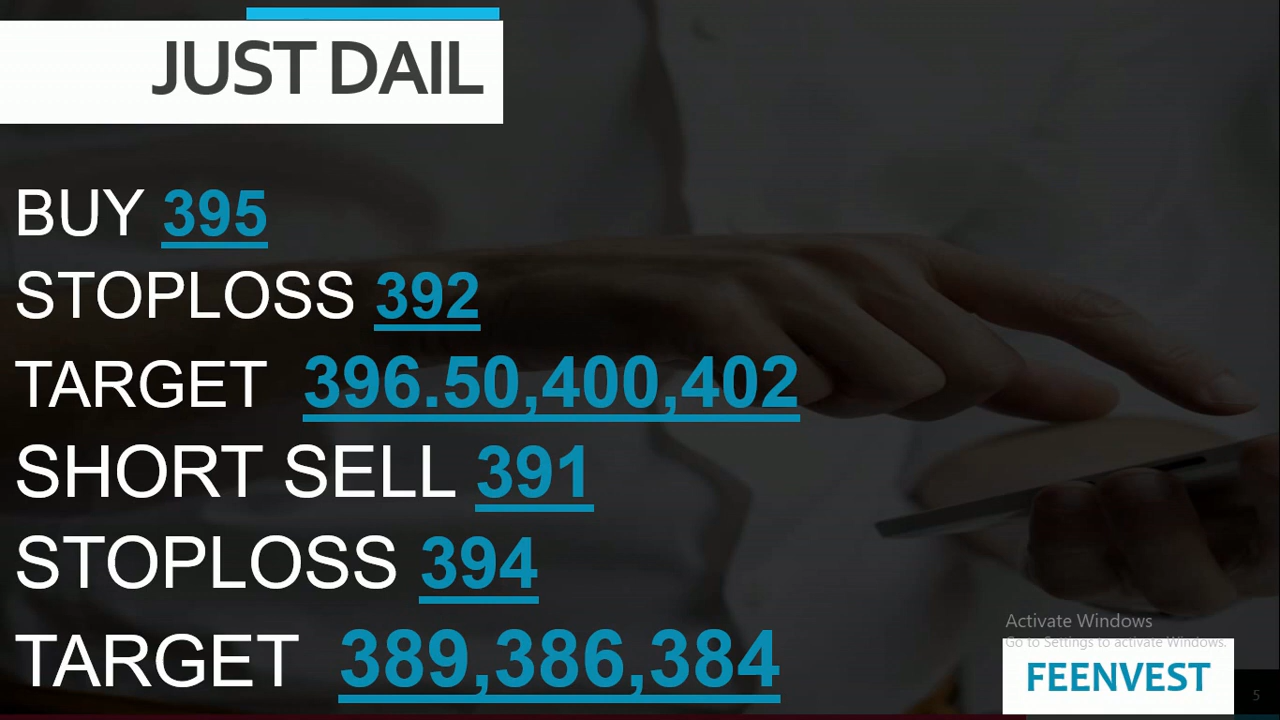 JUST DAIL
BUY 395
STOPLOSS 392
TARGET 396.50,400,402
SHORT SELL 391
STOPLOSS 394
TARGET 389,386,384
Activate Windows
Go to Settings to activate Windows.
FEENVEST
5